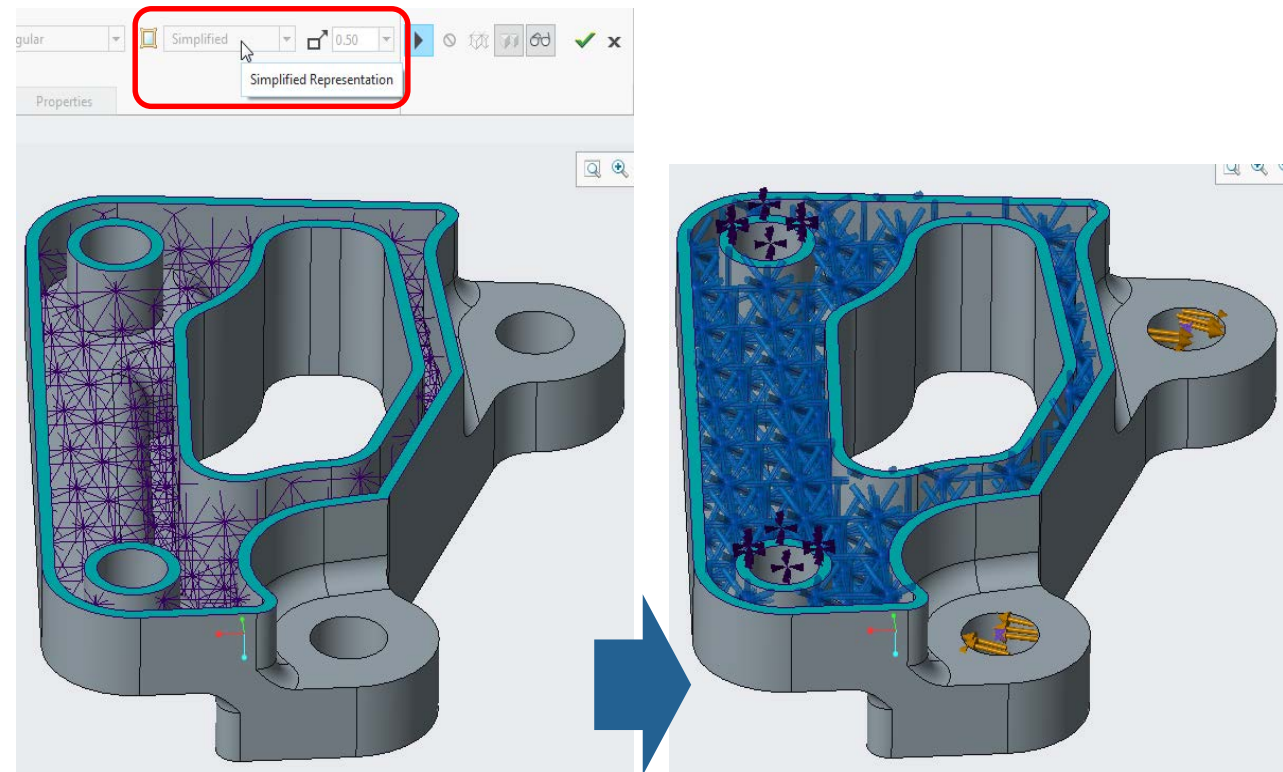 gular
Simplified
0.50
Simplified Representation
Properties